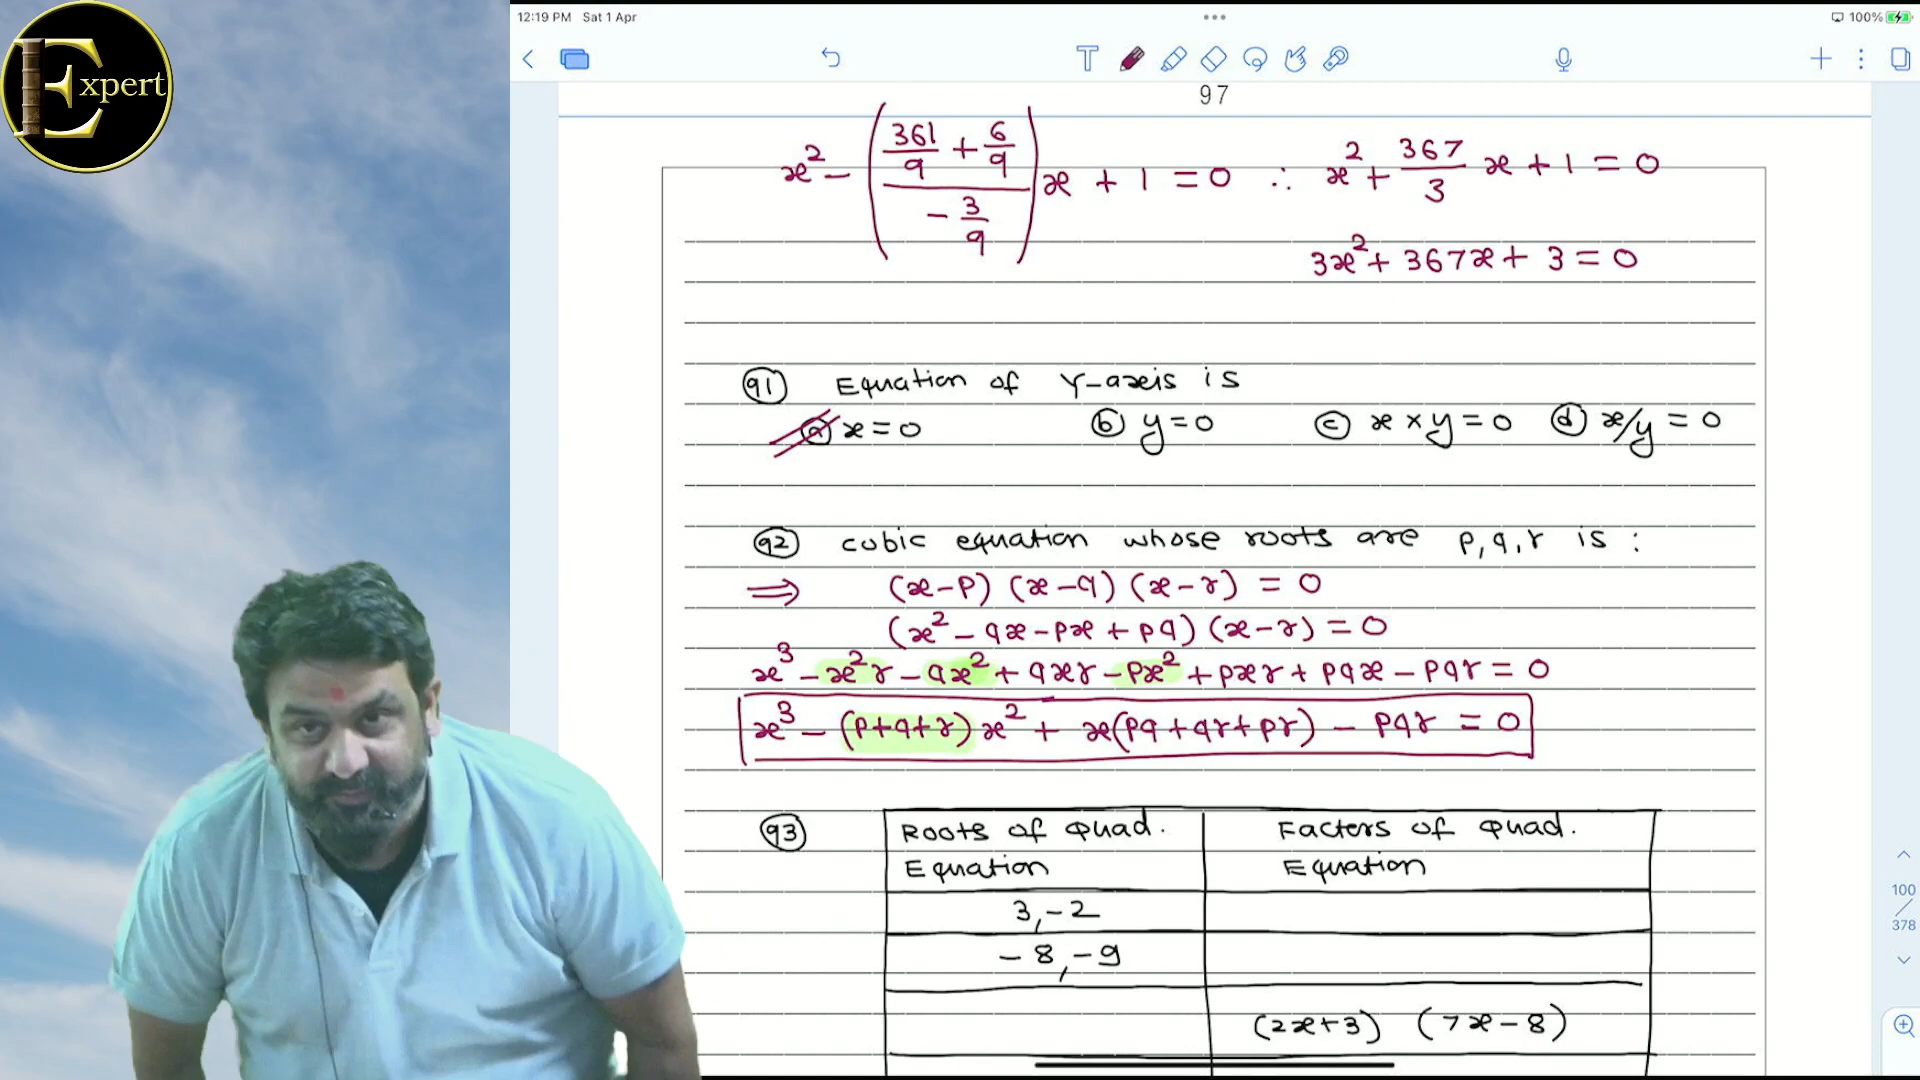 Expert
12:19 PM Sat 1 Apr
100%
97
x² - ((361/9 + 6/9) / (-3/9)) x + 1 = 0 ∴ x² + 367/3 x + 1 = 0
3x² + 367x + 3 = 0
(91) Equation of Y-axis is
(a) x = 0 (b) y = 0 (c) x × y = 0 (d) x/y = 0
(92) cubic equation whose roots are p, q, r is :
⇒ (x-p) (x-q) (x-r) = 0
(x² - qx - px + pq) (x-r) = 0
x³ - x²r - qx² + qxr - px² + pxr + pqx - pqr = 0
x³ - (p+q+r)x² + x(pq+qr+pr) - pqr = 0
(93) Roots of Quad. Equation
Factors of Quad. Equation
3, -2
-8, -9
(2x+3) (7x-8)
100
/
378